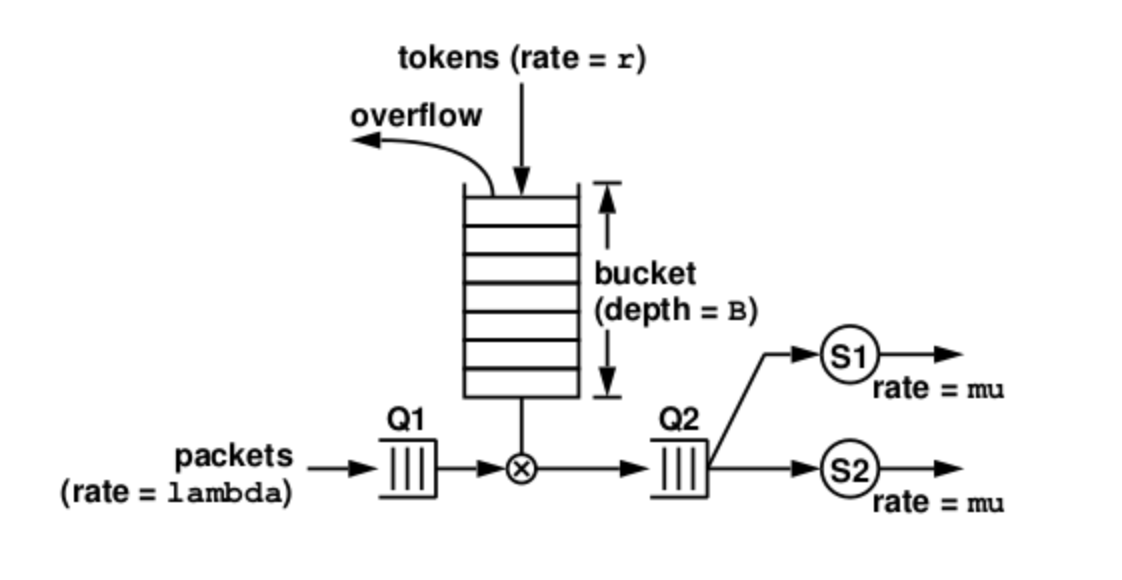 tokens (rate = r)
overflow
bucket
(depth = B)
S1
rate = mu
Q1
Q2
packets
(rate = lambda)
S2
rate = mu